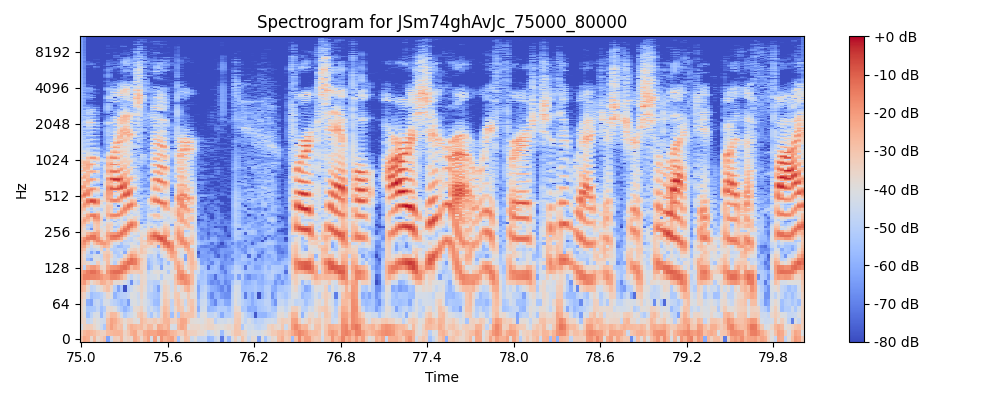 Spectrogram for JSm74ghAvJc_75000_80000
Hz
8192
4096
2048
1024
512
256
128
64
0
75.0 75.6 76.2 76.8 77.4 78.0 78.6 79.2 79.8
Time
+0 dB
-10 dB
-20 dB
-30 dB
-40 dB
-50 dB
-60 dB
-70 dB
-80 dB